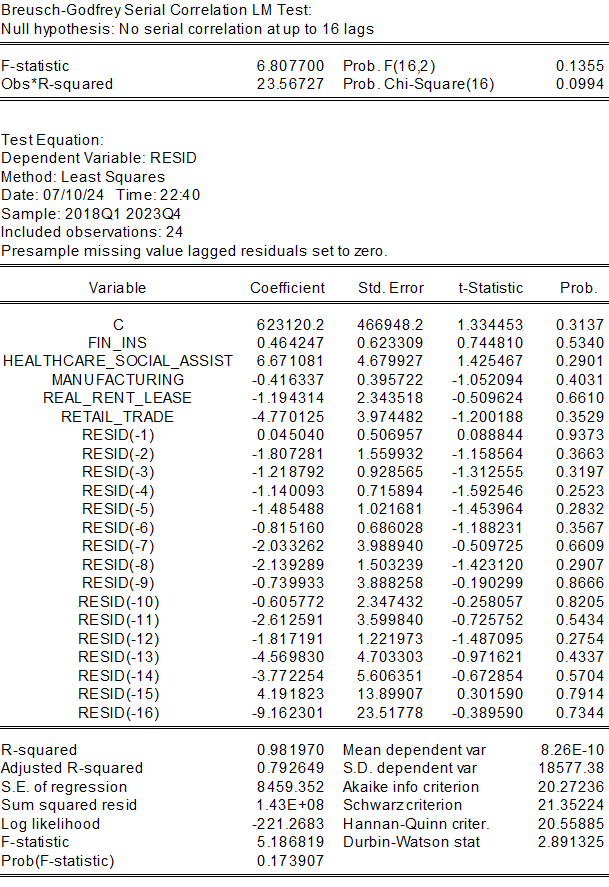 Breusch-Godfrey Serial Correlation LM Test:
Null hypothesis: No serial correlation at up to 16 lags
F-statistic 6.807700 Prob. F(16,2) 0.1355
Obs*R-squared 23.56727 Prob. Chi-Square(16) 0.0994
Test Equation:
Dependent Variable: RESID
Method: Least Squares
Date: 07/10/24 Time: 22:40
Sample: 2018Q1 2023Q4
Included observations: 24
Presample missing value lagged residuals set to zero.
Variable Coefficient Std. Error t-Statistic Prob.
C 623120.2 466948.2 1.334453 0.3137
FIN_INS 0.464247 0.623309 0.744810 0.5340
HEALTHCARE_SOCIAL_ASSIST 6.671081 4.679927 1.425467 0.2901
MANUFACTURING -0.416337 0.395722 -1.052094 0.4031
REAL_RENT_LEASE -1.194314 2.343518 -0.509624 0.6610
RETAIL_TRADE -4.770125 3.974482 -1.200188 0.3529
RESID(-1) 0.045040 0.506957 0.088844 0.9373
RESID(-2) -1.807281 1.559932 -1.158564 0.3663
RESID(-3) -1.218792 0.928565 -1.312555 0.3197
RESID(-4) -1.140093 0.715894 -1.592546 0.2523
RESID(-5) -1.485488 1.021681 -1.453964 0.2832
RESID(-6) -0.815160 0.686028 -1.188231 0.3567
RESID(-7) -2.033262 3.988940 -0.509725 0.6609
RESID(-8) -2.139289 1.503239 -1.423120 0.2907
RESID(-9) -0.739933 3.888258 -0.190299 0.8666
RESID(-10) -0.605772 2.347432 -0.258057 0.8205
RESID(-11) -2.612591 3.599840 -0.725752 0.5434
RESID(-12) -1.817191 1.221973 -1.487095 0.2754
RESID(-13) -4.569830 4.703303 -0.971621 0.4337
RESID(-14) -3.772254 5.606351 -0.672854 0.5704
RESID(-15) 4.191823 13.89907 0.301590 0.7914
RESID(-16) -9.162301 23.51778 -0.389590 0.7344
R-squared 0.981970 Mean dependent var 8.26E-10
Adjusted R-squared 0.792649 S.D. dependent var 18577.38
S.E. of regression 8459.352 Akaike info criterion 20.27236
Sum squared resid 1.43E+08 Schwarz criterion 21.35224
Log likelihood -221.2683 Hannan-Quinn criter. 20.55885
F-statistic 5.186819 Durbin-Watson stat 2.891325
Prob(F-statistic) 0.173907